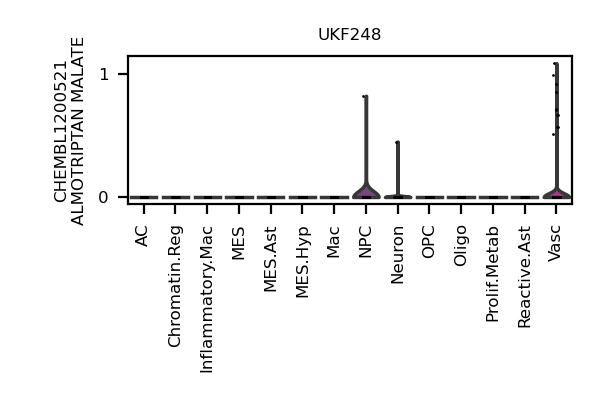 UKF248
CHEMBL1200521
ALMOTRIPTAN MALATE
1
0
AC
Chromatin.Reg
Inflammatory.Mac
MES
MES.Ast
MES.Hyp
Mac
NPC
Neuron
OPC
Oligo
Prolif.Metab
Reactive.Ast
Vasc